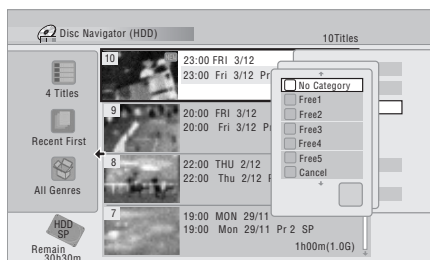 Disc Navigator (HDD)
10Titles
4 Titles
Recent First
All Genres
HDD
SP
Remain
30h30m
10
23:00 FRI 3/12
23:00 Fri 3/12 Pr
9
20:00 FRI 3/12
20:00 Fri 3/12 P
8
22:00 THU 2/12
22:00 Thu 2/12
7
19:00 MON 29/11
19:00 Mon 29/11 Pr 2 SP
1h00m(1.0G)
No Category
Free1
Free2
Free3
Free4
Free5
Cancel